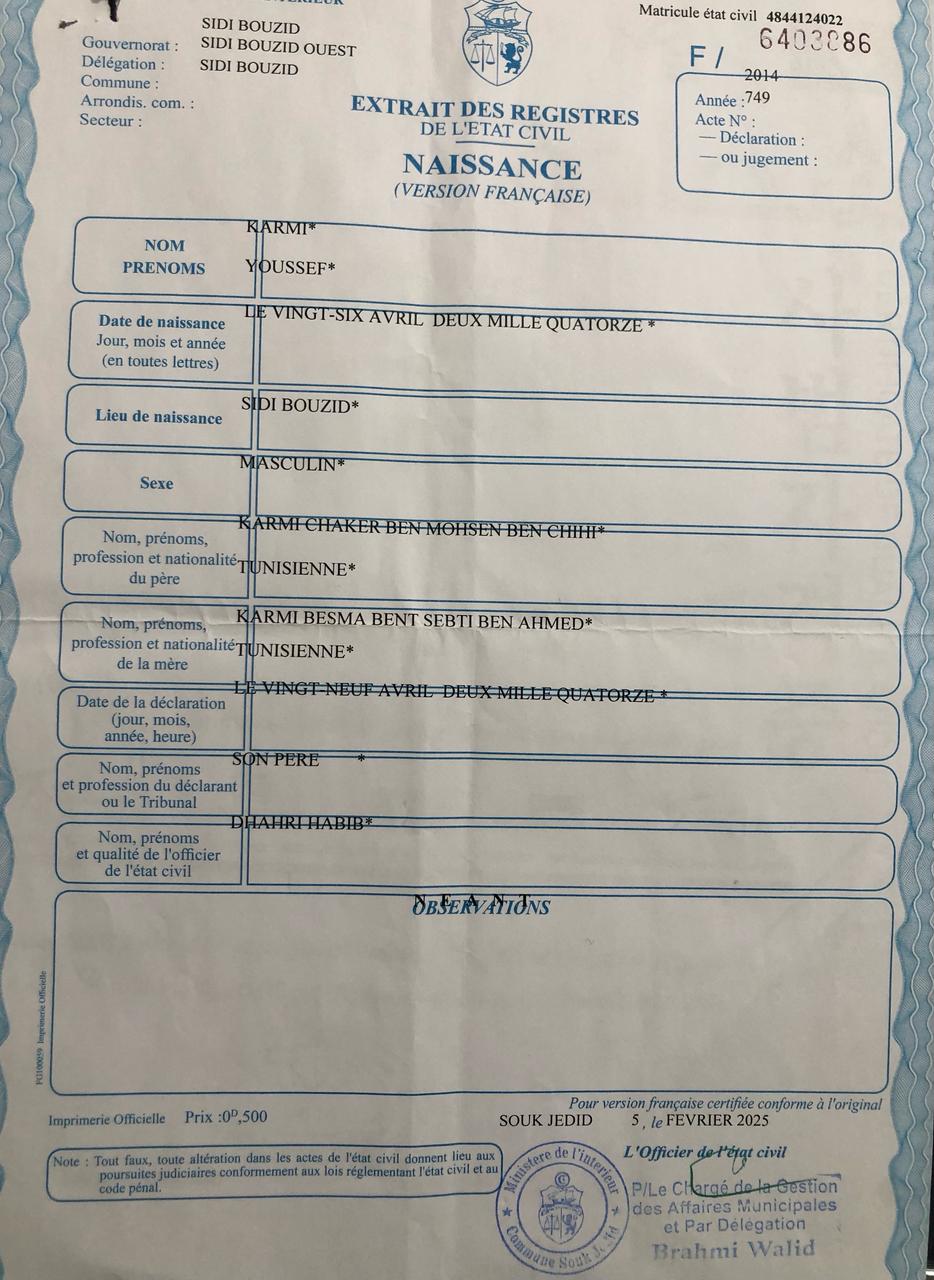 Matricule état civil 4844124022
6403886
F /
SIDI BOUZID
Gouvernorat : SIDI BOUZID OUEST
Délégation : SIDI BOUZID
Commune :
Arrondis. com. :
Secteur :
2014
Année : 749
Acte N° :
— Déclaration :
— ou jugement :
EXTRAIT DES REGISTRES
DE L'ETAT CIVIL
NAISSANCE
(VERSION FRANÇAISE)
NOM
PRENOMS
KARMI*
YOUSSEF*
Date de naissance
Jour, mois et année
(en toutes lettres)
LE VINGT-SIX AVRIL DEUX MILLE QUATORZE *
Lieu de naissance
SIDI BOUZID*
Sexe
MASCULIN*
Nom, prénoms,
profession et nationalité
du père
KARMI CHAKER BEN MOHSEN BEN CHIHI*
TUNISIENNE*
Nom, prénoms,
profession et nationalité
de la mère
KARMI BESMA BENT SEBTI BEN AHMED*
TUNISIENNE*
Date de la déclaration
(jour, mois,
année, heure)
LE VINGT-NEUF AVRIL DEUX MILLE QUATORZE *
Nom, prénoms
et profession du déclarant
ou le Tribunal
SON PERE *
Nom, prénoms
et qualité de l'officier
de l'état civil
DHAHRI HABIB*
N E A N T
OBSERVATIONS
PG100059 Imprimerie Officielle
Imprimerie Officielle Prix :0ᴰ,500
Pour version française certifiée conforme à l'original
SOUK JEDID 5 , le FEVRIER 2025
L'Officier de l'état civil
Note : Tout faux, toute altération dans les actes de l'état civil donnent lieu aux
poursuites judiciaires conformement aux lois réglementant l'état civil et au
code pénal.
Ministere de l'interieur
Commune Souk Jedid
P/Le Chargé de la Gestion
des Affaires Municipales
et Par Délégation
Brahmi Walid